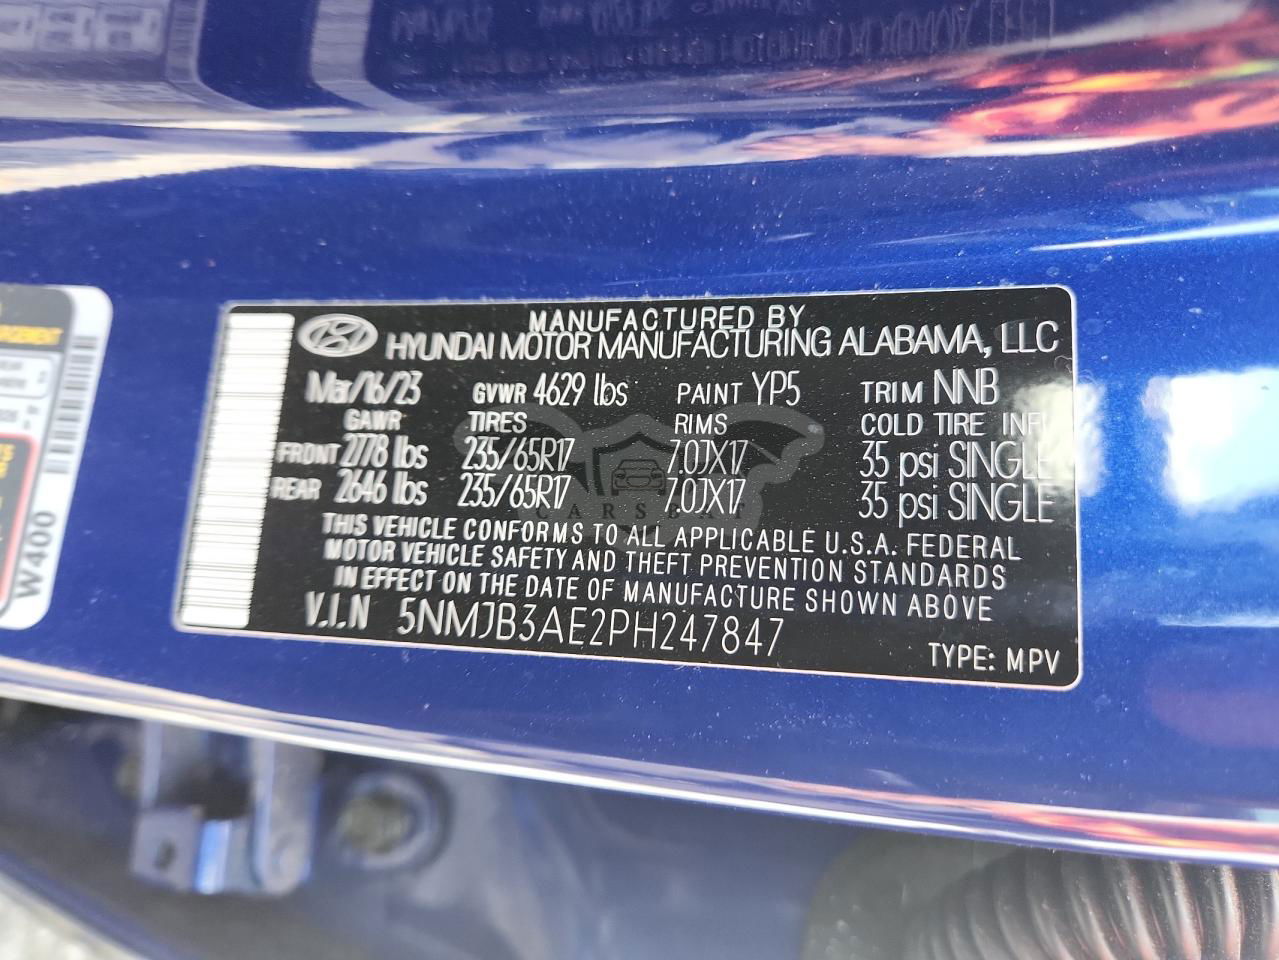 MANUFACTURED BY
HYUNDAI MOTOR MANUFACTURING ALABAMA, LLC
Mar/16/23 GVWR 4629 lbs PAINT YP5 TRIM NNB
GAWR TIRES RIMS COLD TIRE INFL
FRONT 2778 lbs 235/65R17 7.0JX17 35 psi SINGLE
REAR 2646 lbs 235/65R17 7.0JX17 35 psi SINGLE
CARSBAT
THIS VEHICLE CONFORMS TO ALL APPLICABLE U.S.A. FEDERAL
MOTOR VEHICLE SAFETY AND THEFT PREVENTION STANDARDS
IN EFFECT ON THE DATE OF MANUFACTURE SHOWN ABOVE
V.I.N 5NMJB3AE2PH247847
TYPE: MPV
W400